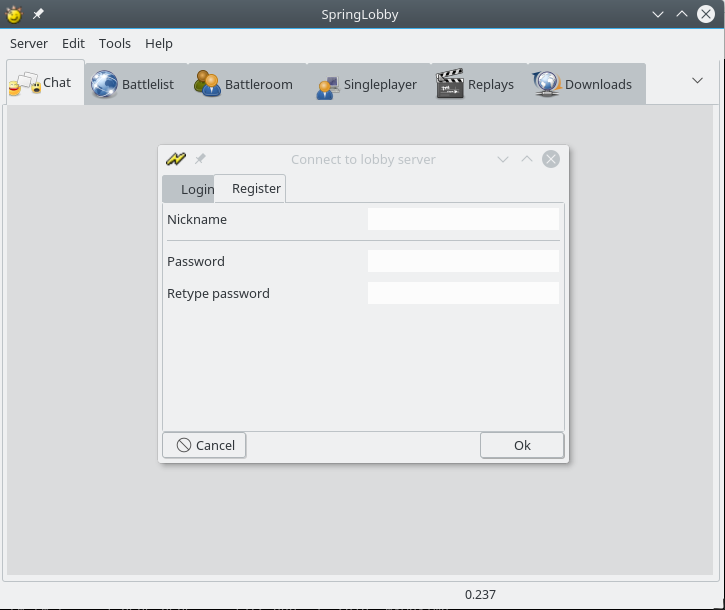 SpringLobby
Server Edit Tools Help
Chat Battlelist Battleroom Singleplayer Replays Downloads
Connect to lobby server
Login Register
Nickname
Password
Retype password
Cancel Ok
0.237